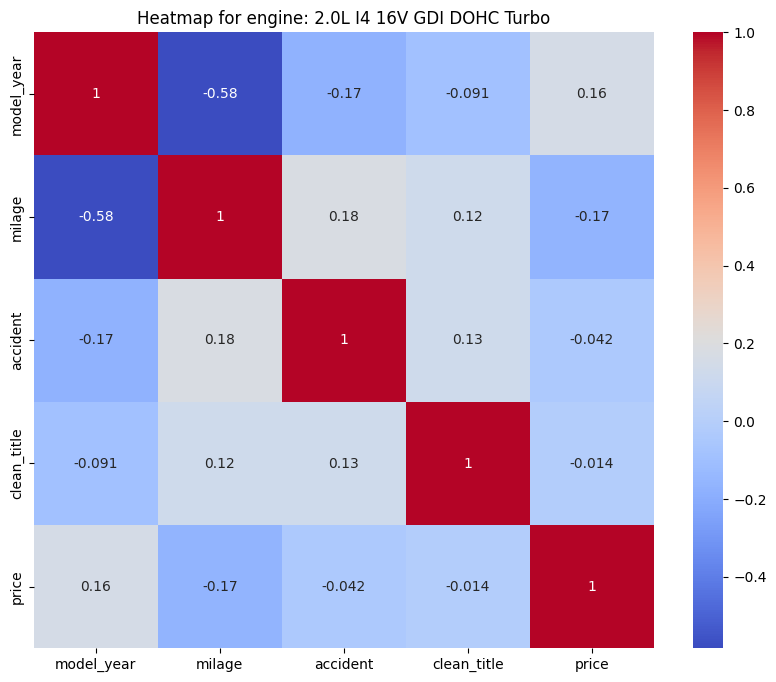 Heatmap for engine: 2.0L I4 16V GDI DOHC Turbo
model_year 1 -0.58 -0.17 -0.091 0.16
milage -0.58 1 0.18 0.12 -0.17
accident -0.17 0.18 1 0.13 -0.042
clean_title -0.091 0.12 0.13 1 -0.014
price 0.16 -0.17 -0.042 -0.014 1
model_year milage accident clean_title price
1.0
0.8
0.6
0.4
0.2
0.0
−0.2
−0.4